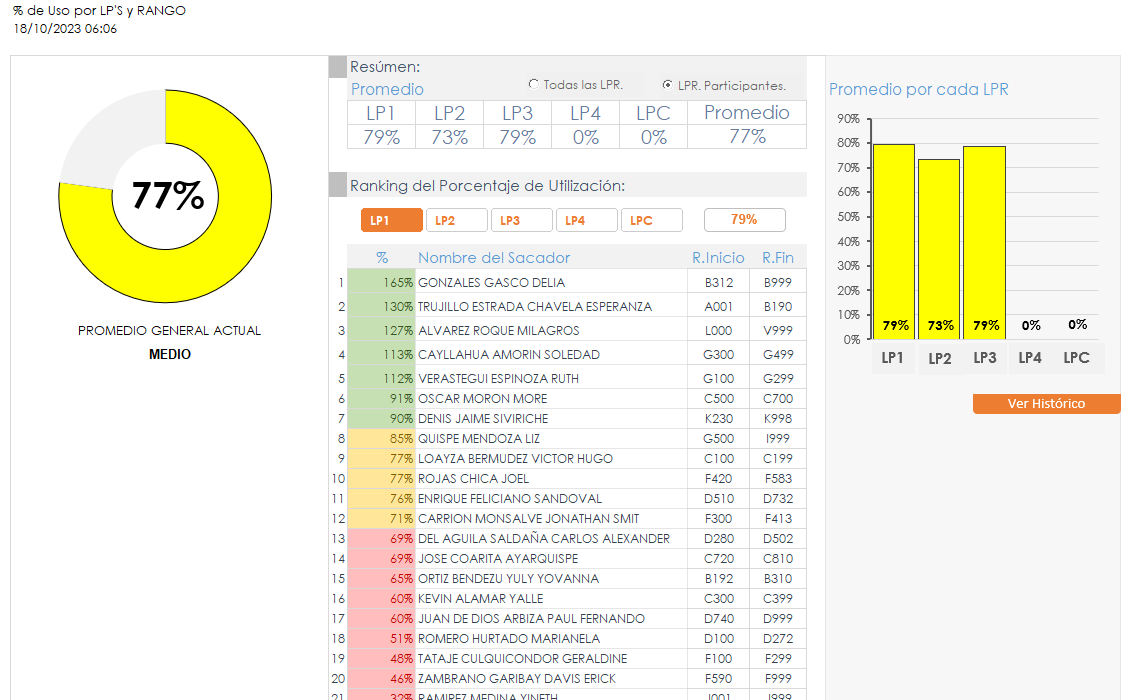 % de Uso por LP'S y RANGO
18/10/2023 06:06
77%
PROMEDIO GENERAL ACTUAL
MEDIO
Resúmen:
Promedio
Todas las LPR.
LPR. Participantes.
LP1 LP2 LP3 LP4 LPC Promedio
79% 73% 79% 0% 0% 77%
Ranking del Porcentaje de Utilización:
LP1 LP2 LP3 LP4 LPC 79%
% Nombre del Sacador R.Inicio R.Fin
1 165% GONZALES GASCO DELIA B312 B999
2 130% TRUJILLO ESTRADA CHAVELA ESPERANZA A001 B190
3 127% ALVAREZ ROQUE MILAGROS L000 V999
4 113% CAYLLAHUA AMORIN SOLEDAD G300 G499
5 112% VERASTEGUI ESPINOZA RUTH G100 G299
6 91% OSCAR MORON MORE C500 C700
7 90% DENIS JAIME SIVIRICHE K230 K998
8 85% QUISPE MENDOZA LIZ G500 I999
9 77% LOAYZA BERMUDEZ VICTOR HUGO C100 C199
10 77% ROJAS CHICA JOEL F420 F583
11 76% ENRIQUE FELICIANO SANDOVAL D510 D732
12 71% CARRION MONSALVE JONATHAN SMIT F300 F413
13 69% DEL AGUILA SALDAÑA CARLOS ALEXANDER D280 D502
14 69% JOSE COARITA AYARQUISPE C720 C810
15 65% ORTIZ BENDEZU YULY YOVANNA B192 B310
16 60% KEVIN ALAMAR YALLE C300 C399
17 60% JUAN DE DIOS ARBIZA PAUL FERNANDO D740 D999
18 51% ROMERO HURTADO MARIANELA D100 D272
19 48% TATAJE CULQUICONDOR GERALDINE F100 F299
20 46% ZAMBRANO GARIBAY DAVIS ERICK F590 F999
21 32% RAMIREZ MEDINA YINETH J001 J999
Promedio por cada LPR
90%
80%
70%
60%
50%
40%
30%
20%
10%
0%
79% 73% 79% 0% 0%
LP1 LP2 LP3 LP4 LPC
Ver Histórico